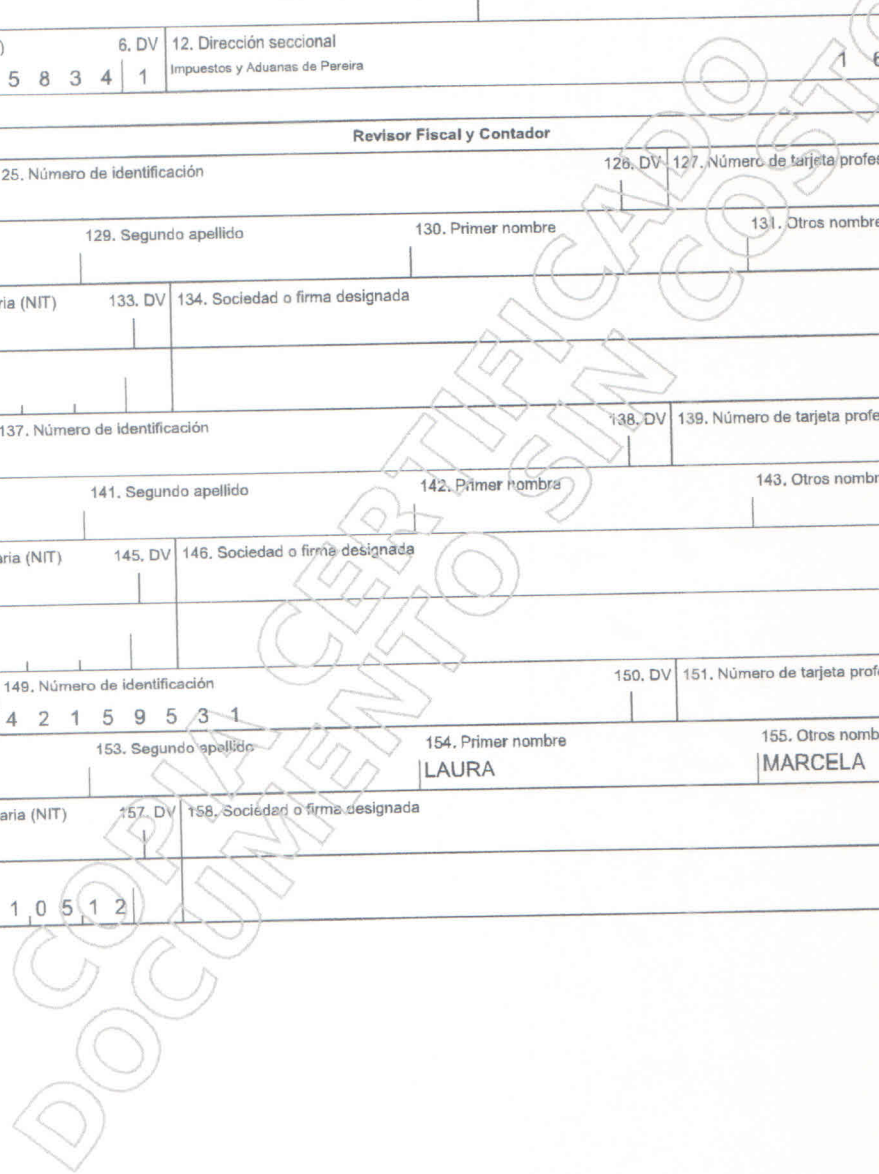 ) 6. DV 12. Dirección seccional
5 8 3 4 1 Impuestos y Aduanas de Pereira 1 6
Revisor Fiscal y Contador
25. Número de identificación 126. DV 127. Número de tarjeta profes
129. Segundo apellido 130. Primer nombre 131. Otros nombre
ria (NIT) 133. DV 134. Sociedad o firma designada
137. Número de identificación 138. DV 139. Número de tarjeta profe
141. Segundo apellido 142. Primer nombre 143. Otros nombr
aria (NIT) 145. DV 146. Sociedad o firma designada
149. Número de identificación 150. DV 151. Número de tarjeta profe
4 2 1 5 9 5 3 1
153. Segundo apellido 154. Primer nombre 155. Otros nomb
LAURA MARCELA
aria (NIT) 157. DV 158. Sociedad o firma designada
1 0 5 1 2
COPIA CERTIFICADO
DOCUMENTO SIN COSTO